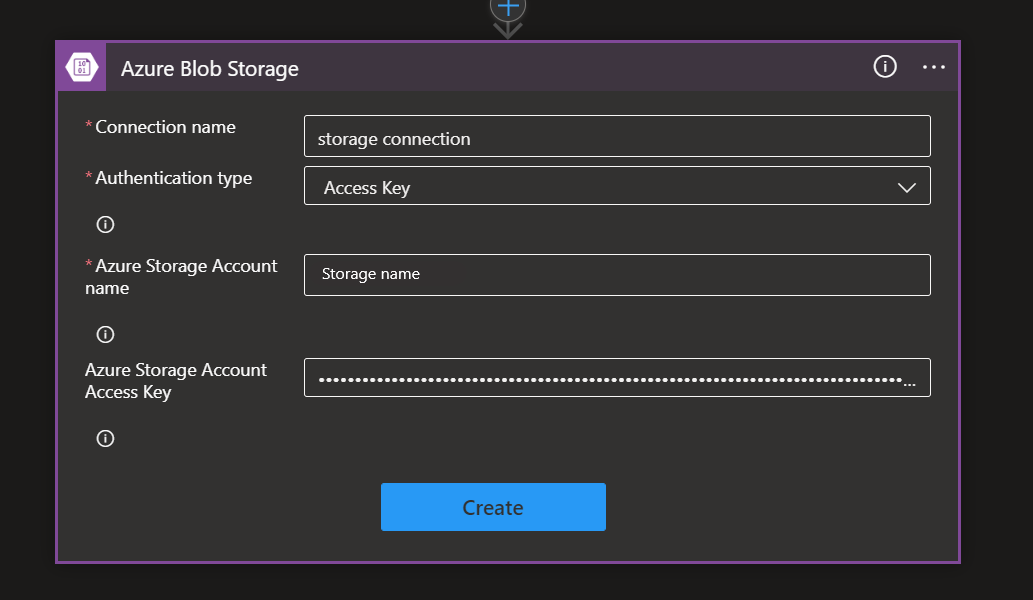 Azure Blob Storage
*Connection name
storage connection
*Authentication type
Access Key
*Azure Storage Account
name
Storage name
Azure Storage Account
Access Key
••••••••••••••••••••••••••••••••••••••••••••••••••••••••••••••••••••••••••••••••...
Create